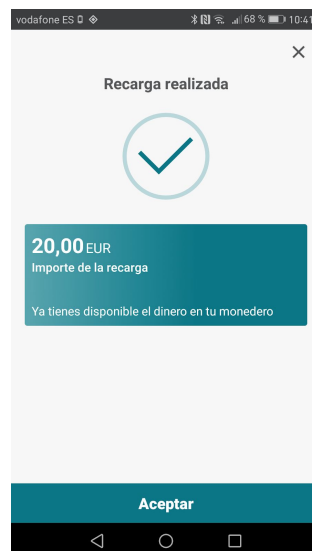 vodafone ES 68 % 10:41
Recarga realizada
20,00 EUR
Importe de la recarga
Ya tienes disponible el dinero en tu monedero
Aceptar